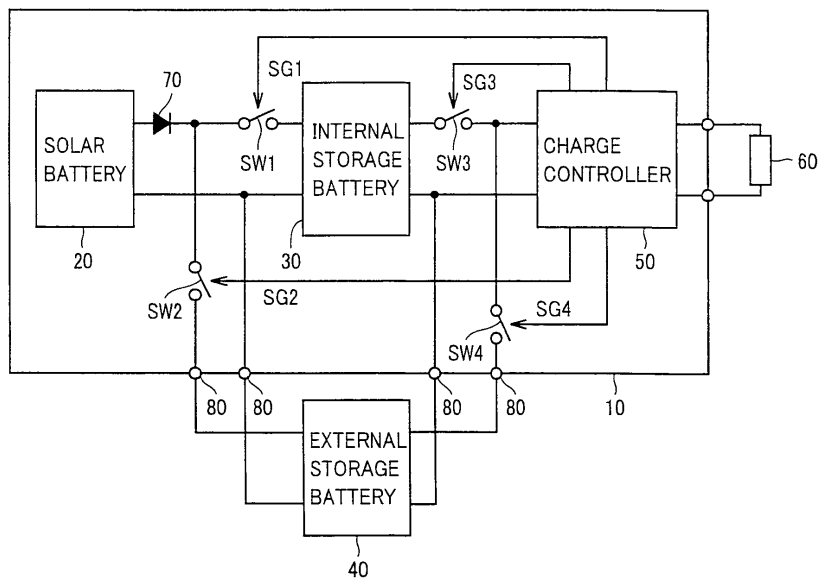 SG1
SG3
70
SOLAR
BATTERY
SW1
INTERNAL
STORAGE
BATTERY
SW3
CHARGE
CONTROLLER
60
20
30
50
SW2
SG2
SG4
SW4
80
80
80
80
10
EXTERNAL
STORAGE
BATTERY
40